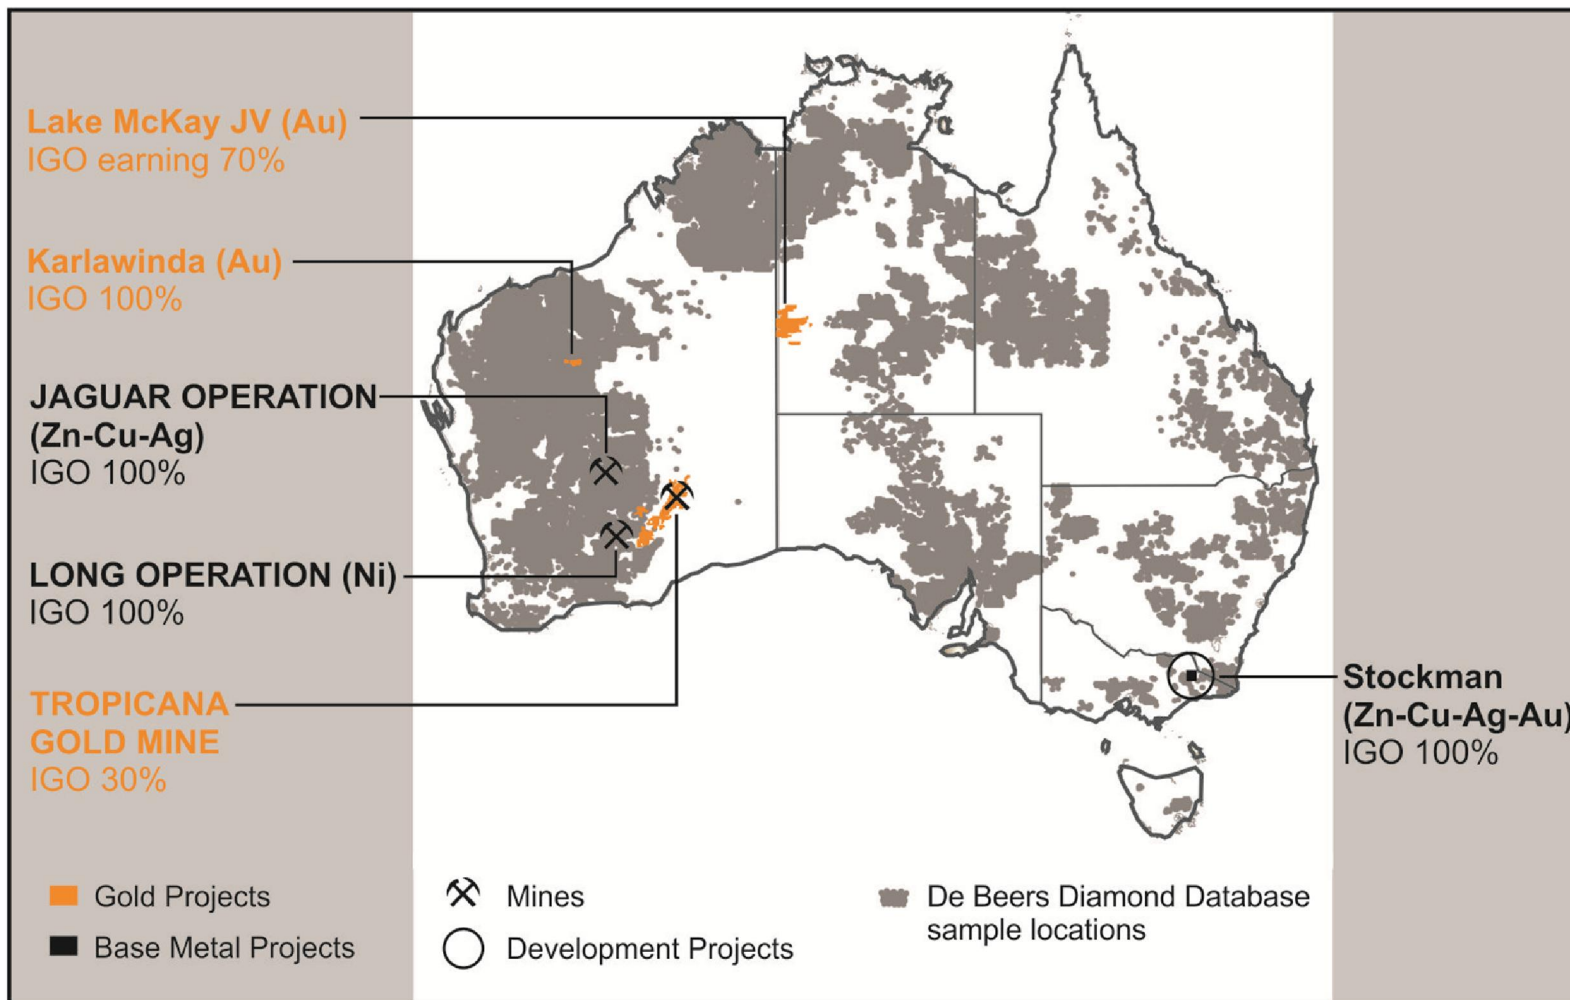 Lake McKay JV (Au)
IGO earning 70%
Karlawinda (Au)
IGO 100%
JAGUAR OPERATION
(Zn-Cu-Ag)
IGO 100%
LONG OPERATION (Ni)
IGO 100%
TROPICANA
GOLD MINE
IGO 30%
Stockman
(Zn-Cu-Ag-Au)
IGO 100%
Gold Projects
Base Metal Projects
Mines
Development Projects
De Beers Diamond Database
sample locations